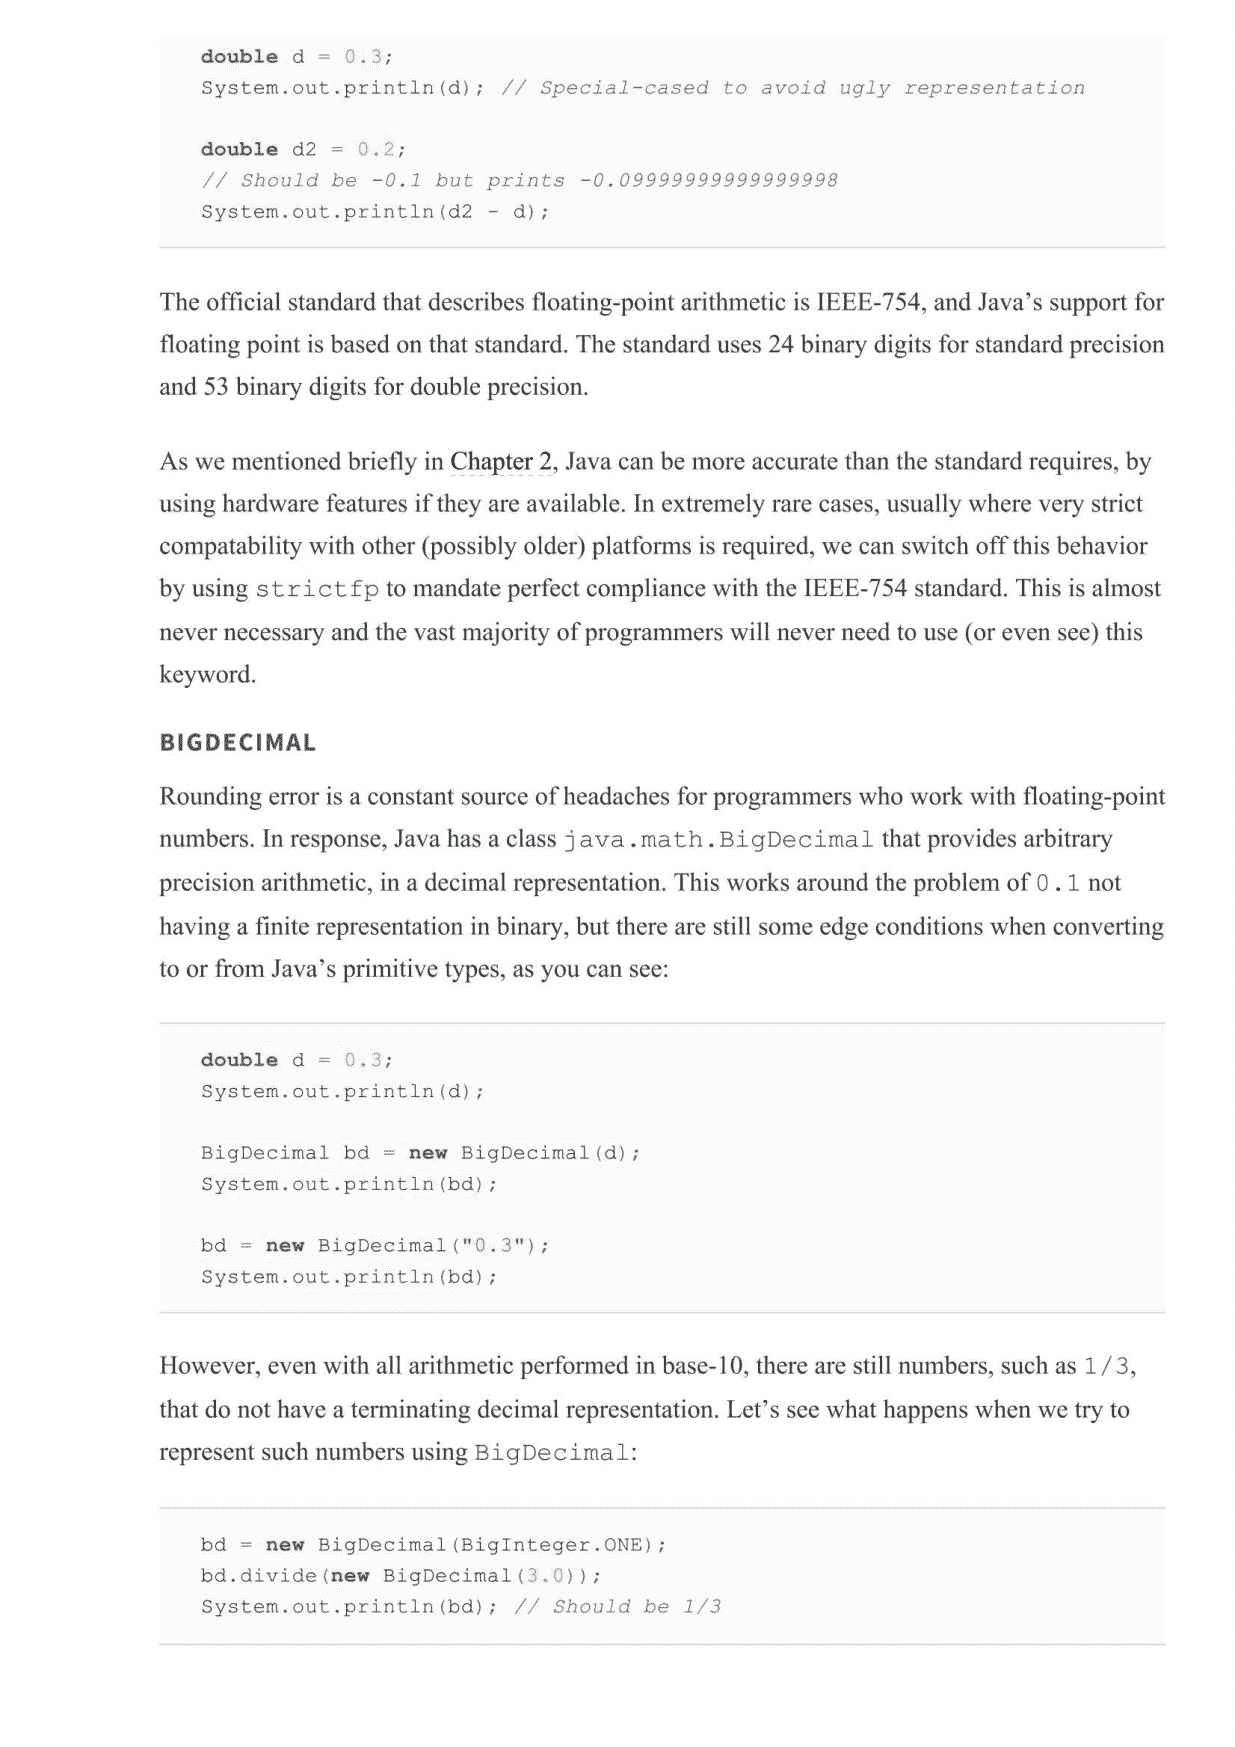 double d = 0.3;
System.out.println(d); // Special-cased to avoid ugly representation
double d2 = 0.2;
// Should be -0.1 but prints -0.09999999999999998
System.out.println(d2 - d);
The official standard that describes floating-point arithmetic is IEEE-754, and Java’s support for
floating point is based on that standard. The standard uses 24 binary digits for standard precision
and 53 binary digits for double precision.
As we mentioned briefly in Chapter 2, Java can be more accurate than the standard requires, by
using hardware features if they are available. In extremely rare cases, usually where very strict
compatability with other (possibly older) platforms is required, we can switch off this behavior
by using strictfp to mandate perfect compliance with the IEEE-754 standard. This is almost
never necessary and the vast majority of programmers will never need to use (or even see) this
keyword.
BIGDECIMAL
Rounding error is a constant source of headaches for programmers who work with floating-point
numbers. In response, Java has a class java.math.BigDecimal that provides arbitrary
precision arithmetic, in a decimal representation. This works around the problem of 0.1 not
having a finite representation in binary, but there are still some edge conditions when converting
to or from Java’s primitive types, as you can see:
double d = 0.3;
System.out.println(d);
BigDecimal bd = new BigDecimal(d);
System.out.println(bd);
bd = new BigDecimal("0.3");
System.out.println(bd);
However, even with all arithmetic performed in base-10, there are still numbers, such as 1/3,
that do not have a terminating decimal representation. Let’s see what happens when we try to
represent such numbers using BigDecimal:
bd = new BigDecimal(BigInteger.ONE);
bd.divide(new BigDecimal(3.0));
System.out.println(bd); // Should be 1/3